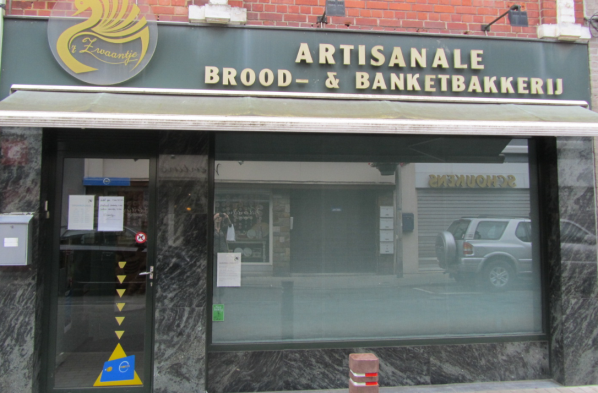 't Zwaantje
ARTISANALE
BROOD- & BANKETBAKKERIJ